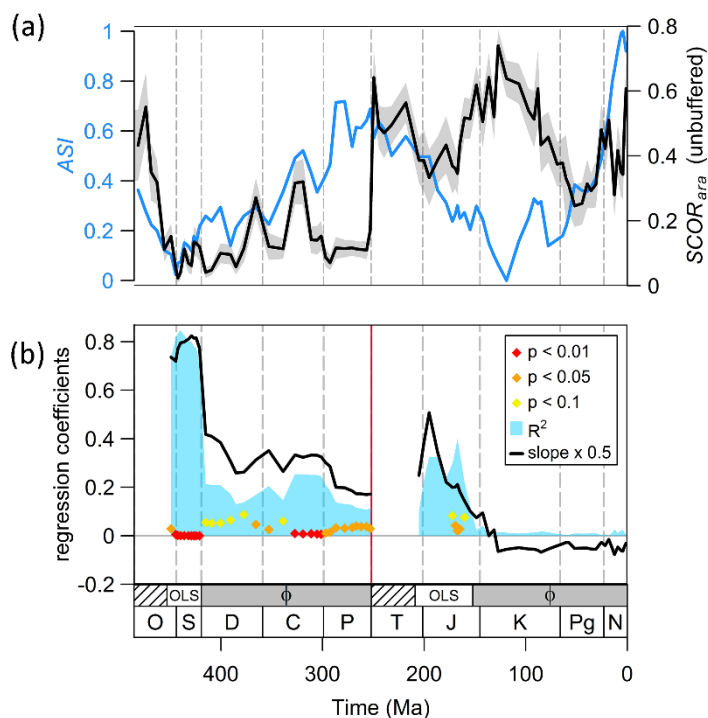 (a)
1
0.8
0.6
0.4
0.2
0
ASI
0.8
0.6
0.4
0.2
0
SCORara (unbuffered)
(b)
0.8
0.6
0.4
0.2
0
-0.2
regression coefficients
p < 0.01
p < 0.05
p < 0.1
R2
slope x 0.5
OLS ϕ OLS ϕ
O S D C P T J K Pg N
400 300 200 100 0
Time (Ma)